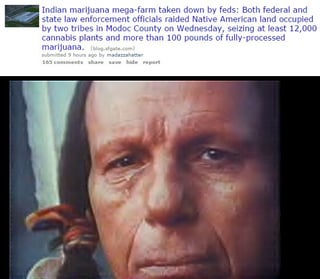 Indian marijuana mega-farm taken down by feds: Both federal and
state law enforcement officials raided Native American land occupied
by two tribes in Modoc County on Wednesday, seizing at least 12,000
cannabis plants and more than 100 pounds of fully-processed
marijuana. (blog.sfgate.com)
submitted 9 hours ago by madazzahatter
165 comments share save hide report